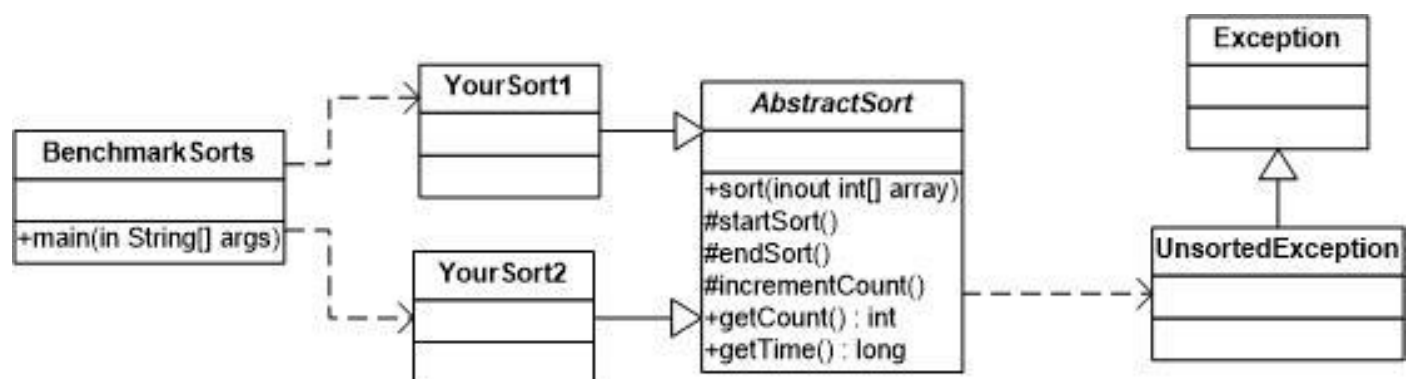 Exception
YourSort1
AbstractSort
BenchmarkSorts
+main(in String[] args)
YourSort2
+sort(inout int[] array)
#startSort()
#endSort()
#incrementCount()
+getCount() : int
+getTime() : long
UnsortedException